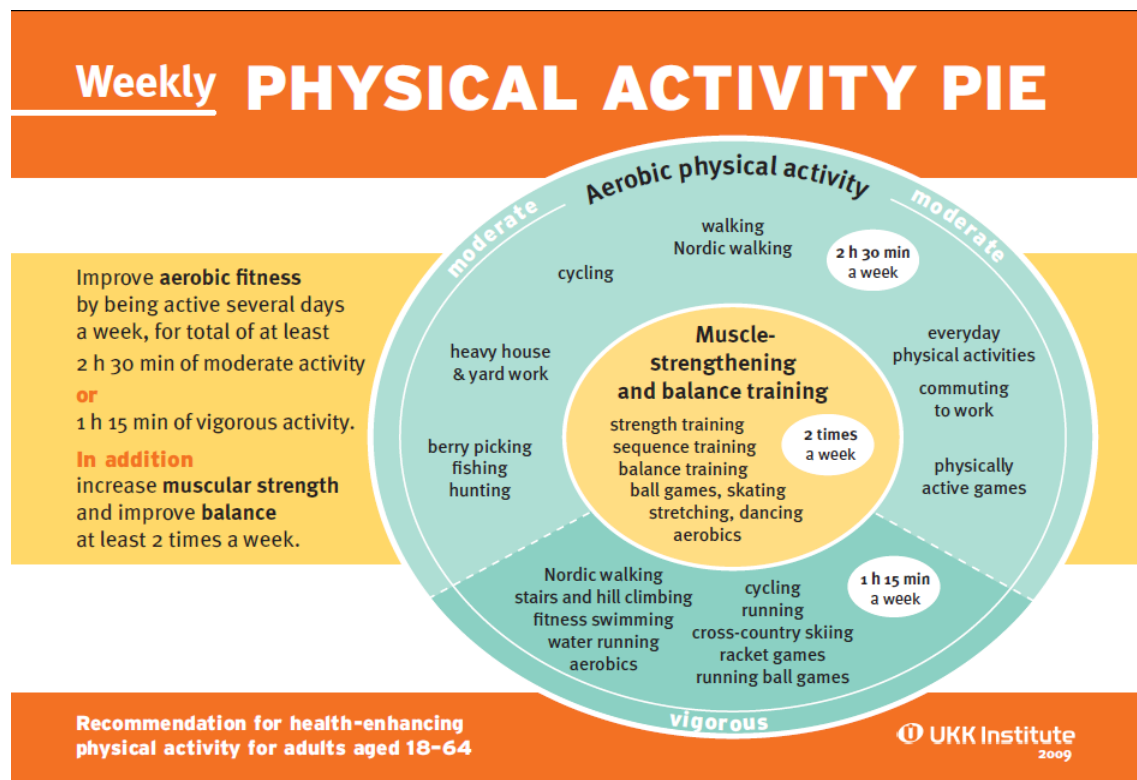 Weekly PHYSICAL ACTIVITY PIE
Improve aerobic fitness
by being active several days
a week, for total of at least
2 h 30 min of moderate activity
or
1 h 15 min of vigorous activity.
In addition
increase muscular strength
and improve balance
at least 2 times a week.
Aerobic physical activity
moderate
moderate
walking
Nordic walking
2 h 30 min
a week
cycling
heavy house
& yard work
berry picking
fishing
hunting
everyday
physical activities
commuting
to work
physically
active games
Muscle-
strengthening
and balance training
strength training
sequence training
balance training
ball games, skating
stretching, dancing
aerobics
2 times
a week
Nordic walking
stairs and hill climbing
fitness swimming
water running
aerobics
cycling
running
cross-country skiing
racket games
running ball games
1 h 15 min
a week
vigorous
Recommendation for health-enhancing
physical activity for adults aged 18–64
UKK Institute
2009